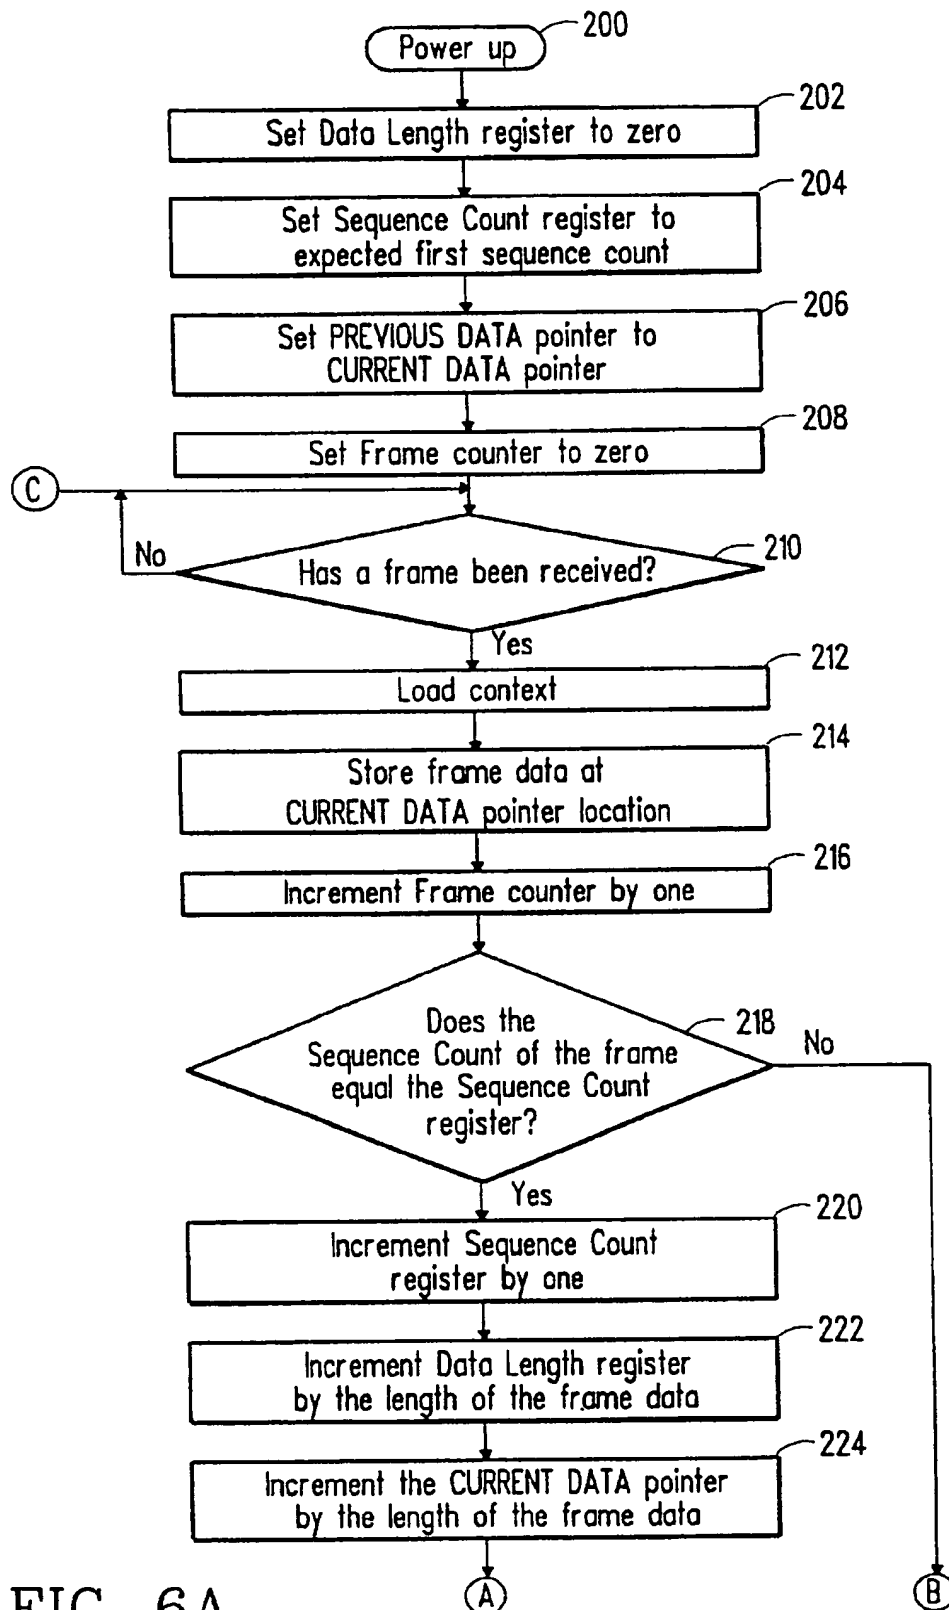 200
Power up
202
Set Data Length register to zero
204
Set Sequence Count register to
expected first sequence count
206
Set PREVIOUS DATA pointer to
CURRENT DATA pointer
208
Set Frame counter to zero
C
No
210
Has a frame been received?
Yes
212
Load context
214
Store frame data at
CURRENT DATA pointer location
216
Increment Frame counter by one
218
No
Does the
Sequence Count of the frame
equal the Sequence Count
register?
Yes
220
Increment Sequence Count
register by one
222
Increment Data Length register
by the length of the frame data
224
Increment the CURRENT DATA pointer
by the length of the frame data
FIG. 6A
A
B